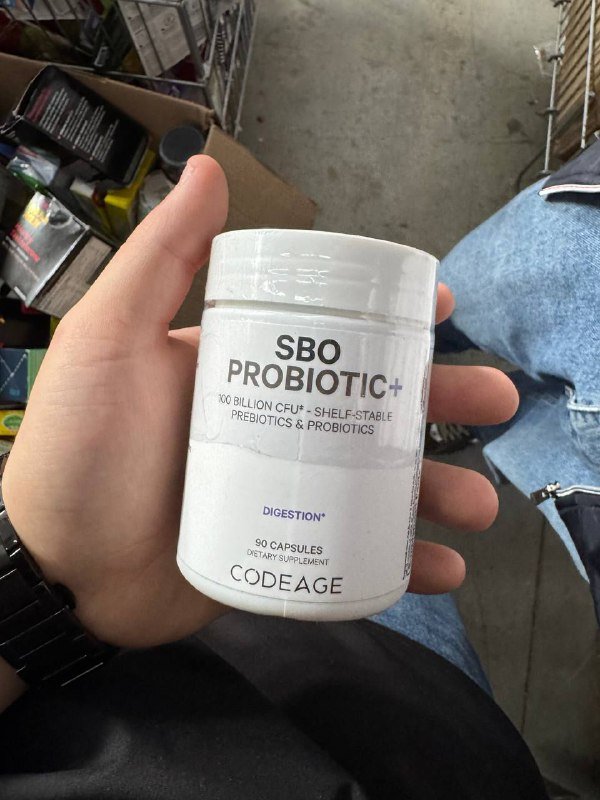 SBO
PROBIOTIC+
100 BILLION CFU‡ - SHELF-STABLE
PREBIOTICS & PROBIOTICS
DIGESTION*
90 CAPSULES
DIETARY SUPPLEMENT
CODEAGE